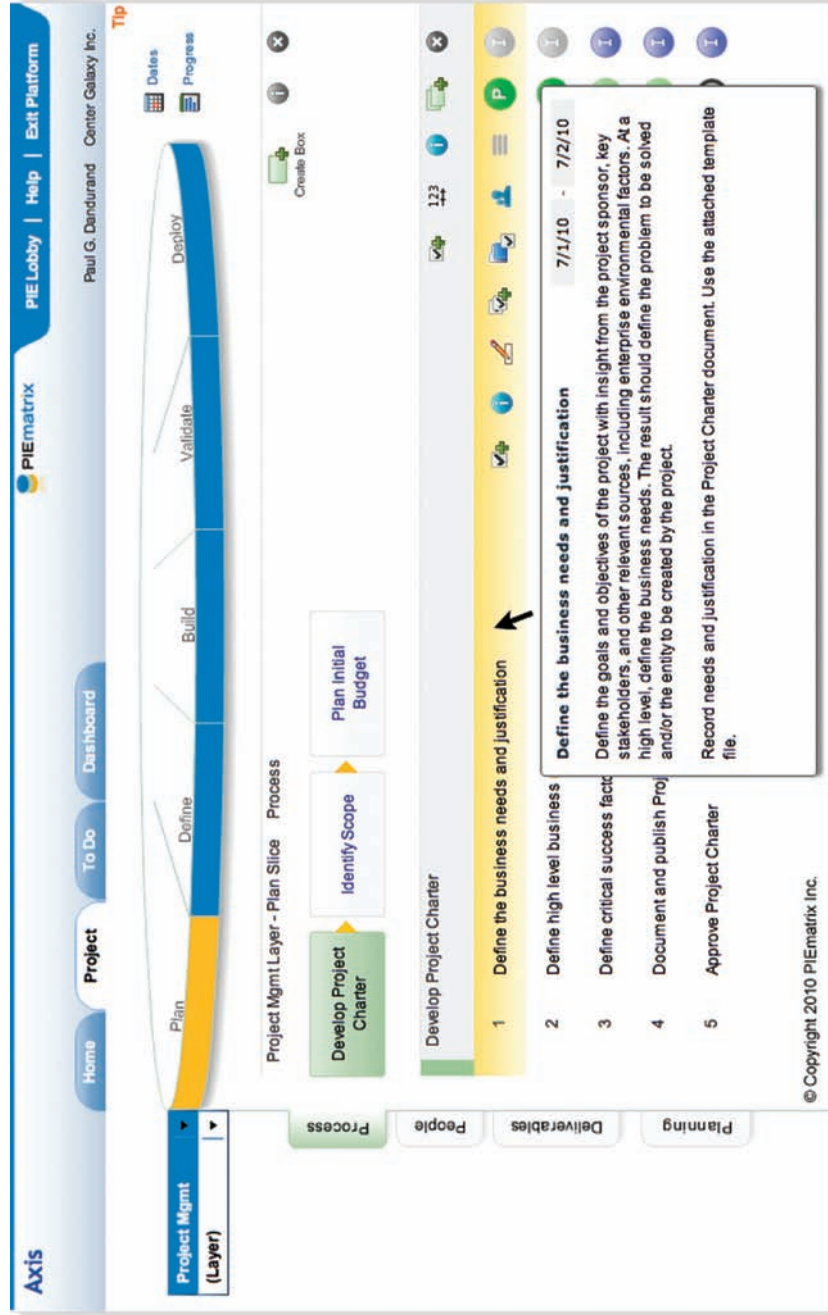 Axis
PIEmatrix
PIE Lobby | Help | Exit Platform
Home
Project
To Do
Dashboard
Paul G. Dandurand Center Galaxy Inc.
Tip
Project Mgmt
(Layer)
Plan
Define
Build
Validate
Deploy
Dates
Progress
Process
People
Deliverables
Planning
Project Mgmt Layer - Plan Slice Process
Create Box
Develop Project
Charter
Identify Scope
Plan Initial
Budget
Develop Project Charter
123
1 Define the business needs and justification
P I
2 Define high level business
I
3 Define critical success facto
I
4 Document and publish Proj
I
5 Approve Project Charter
I
Define the business needs and justification 7/1/10 - 7/2/10
Define the goals and objectives of the project with insight from the project sponsor, key
stakeholders, and other relevant sources, including enterprise environmental factors. At a
high level, define the business needs. The result should define the problem to be solved
and/or the entity to be created by the project.
Record needs and justification in the Project Charter document. Use the attached template
file.
© Copyright 2010 PIEmatrix Inc.